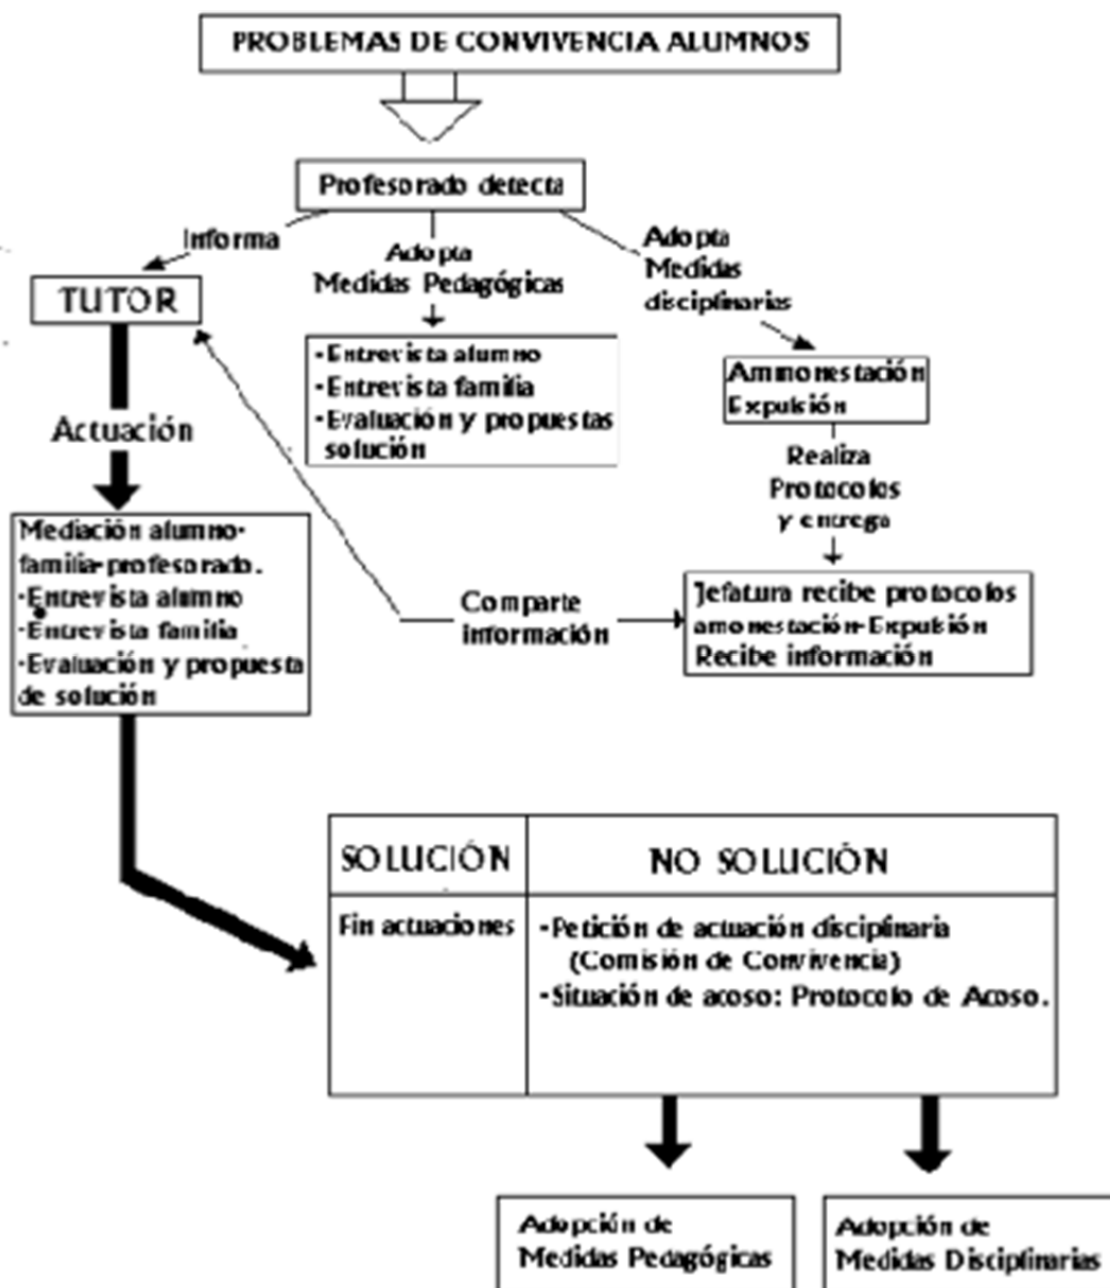 PROBLEMAS DE CONVIVENCIA ALUMNOS
Profesorado detecta
Informa
Adopta
Medidas Pedagógicas
Adopta
Medidas
disciplinarias
TUTOR
-Entrevista alumno
-Entrevista familia
-Evaluación y propuestas
solución
Ammonestación
Expulsión
Actuación
Realiza
Protocolos
y entrega
Mediación alumno-
familia-profesorado.
-Entrevista alumno
-Entrevista familia
-Evaluación y propuesta
de solución
Comparte
información
Jefatura recibe protocolos
amonestación-Expulsión
Recibe información
SOLUCIÓN
NO SOLUCIÓN
Fin actuaciones
-Petición de actuación disciplinaria
(Comisión de Convivencia)
-Situación de acoso: Protocolo de Acoso.
Adopción de
Medidas Pedagógicas
Adopción de
Medidas Disciplinarias